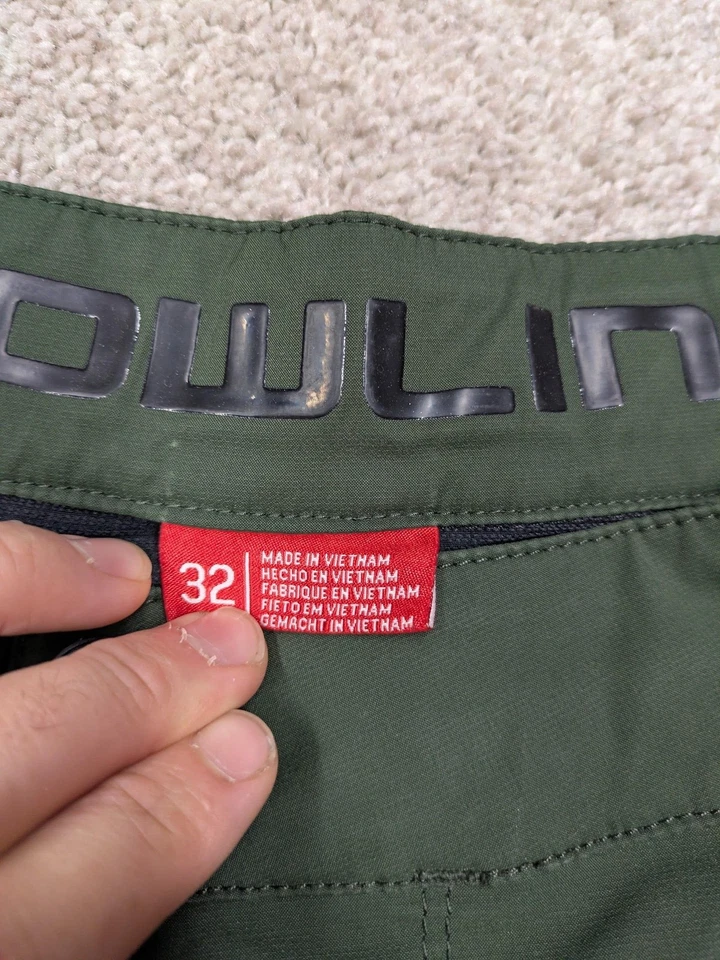 OWLIN
32
MADE IN VIETNAM
HECHO EN VIETNAM
FABRIQUE EN VIETNAM
FIETO EM VIETNAM
GEMACHT IN VIETNAM